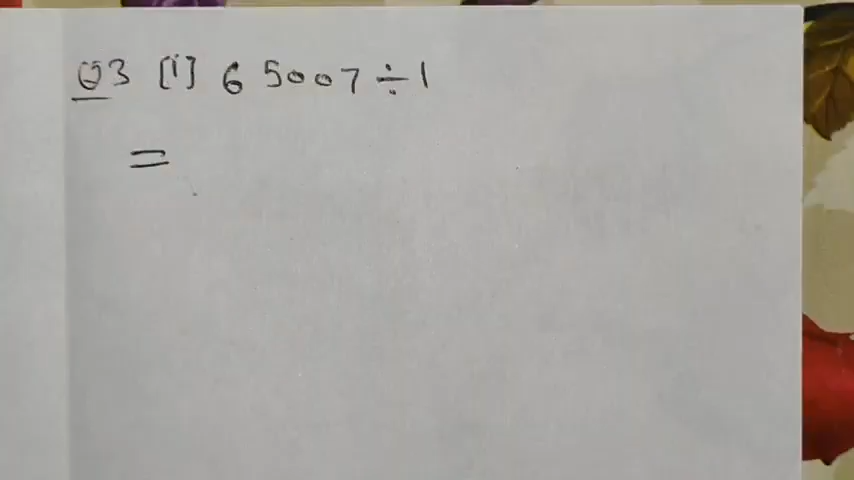 Q3 [i] 65007 ÷ 1
=